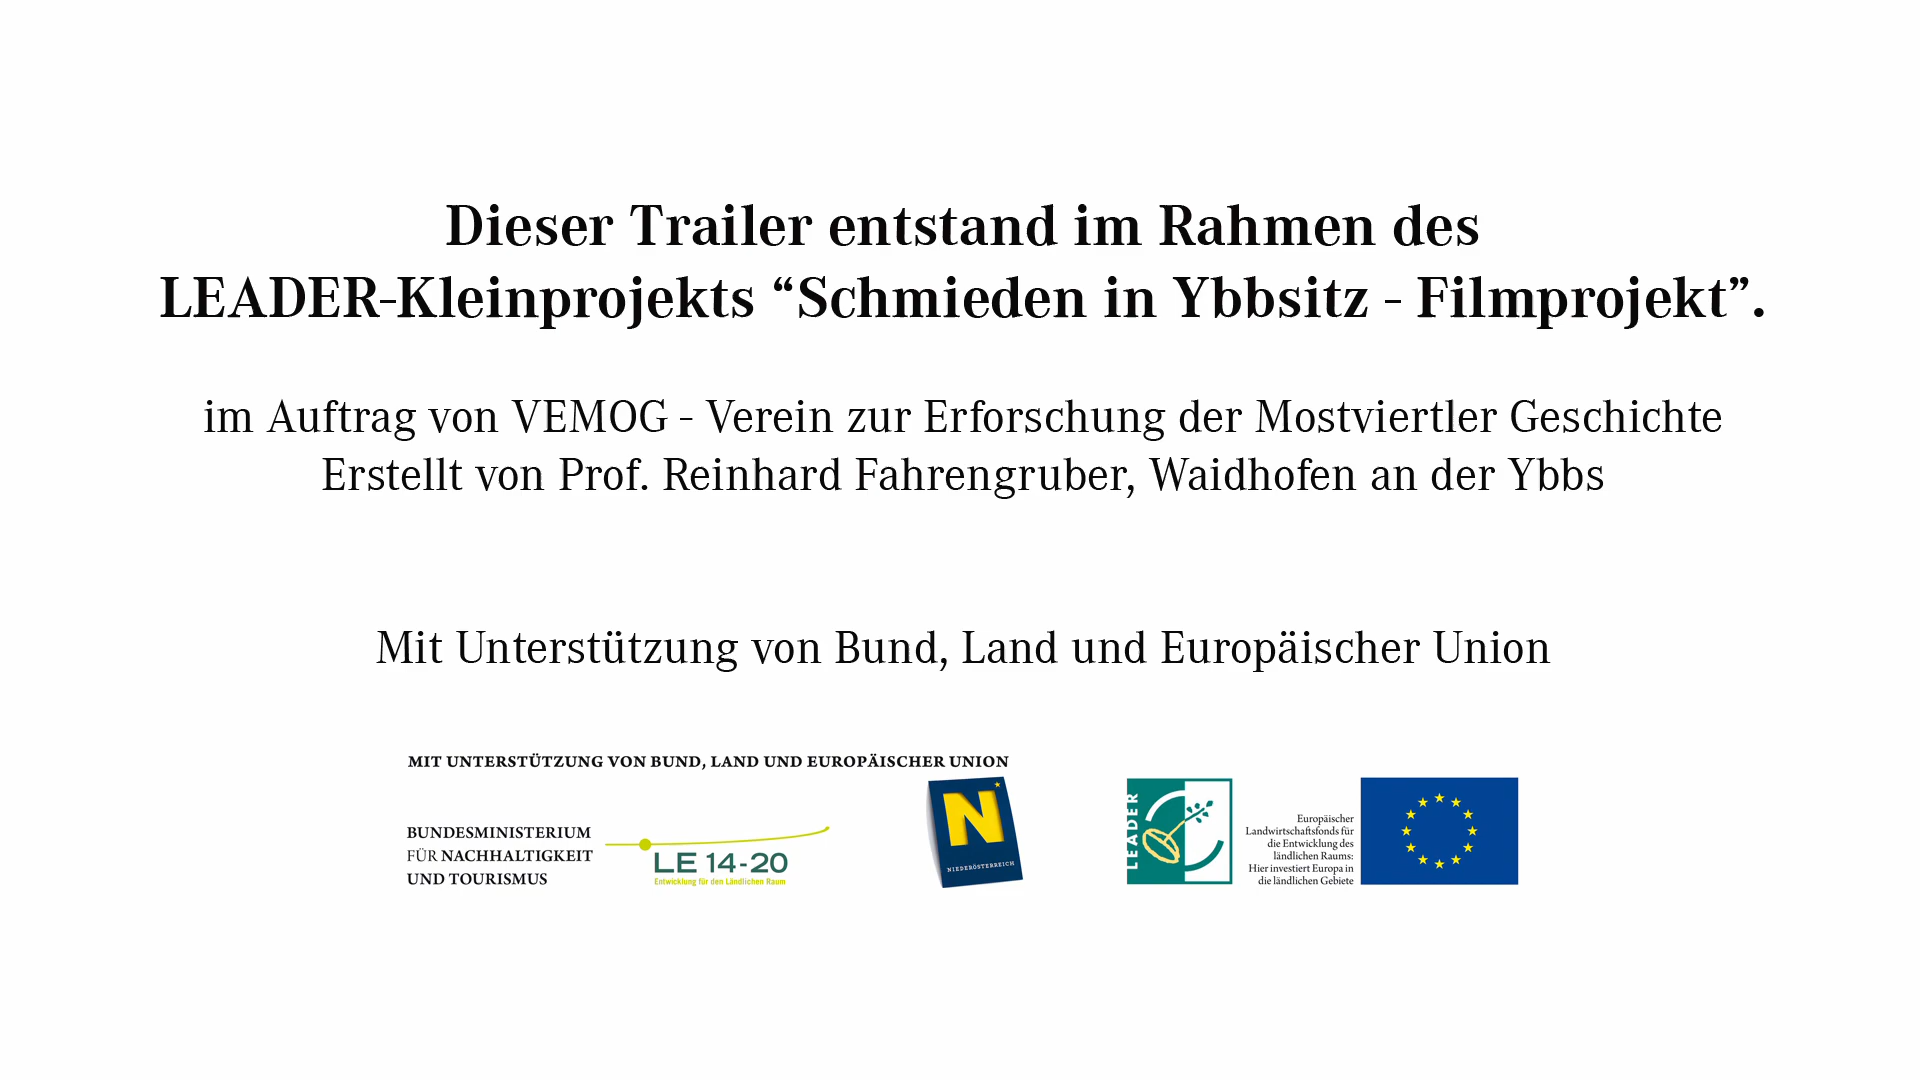 Dieser Trailer entstand im Rahmen des
LEADER-Kleinprojekts “Schmieden in Ybbsitz - Filmprojekt”.
im Auftrag von VEMOG - Verein zur Erforschung der Mostviertler Geschichte
Erstellt von Prof. Reinhard Fahrengruber, Waidhofen an der Ybbs
Mit Unterstützung von Bund, Land und Europäischer Union
MIT UNTERSTÜTZUNG VON BUND, LAND UND EUROPÄISCHER UNION
BUNDESMINISTERIUM
FÜR NACHHALTIGKEIT
UND TOURISMUS
LE 14-20
Entwicklung für den Ländlichen Raum
N
NIEDERÖSTERREICH
LEADER
Europäischer
Landwirtschaftsfonds für
die Entwicklung des
ländlichen Raums:
Hier investiert Europa in
die ländlichen Gebiete